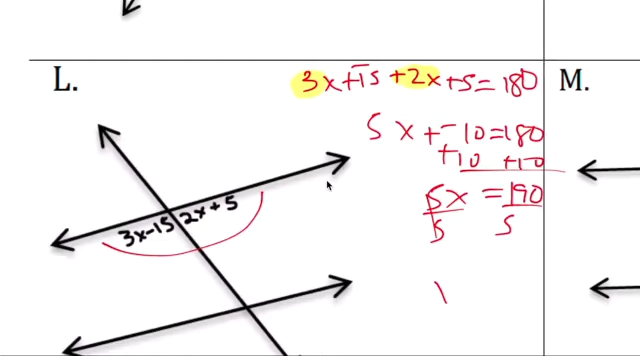 L.
3x+-15+2x+5=180
M.
5x+-10=180
+10 +10
5x =190
5 5
3x-15 2x+5